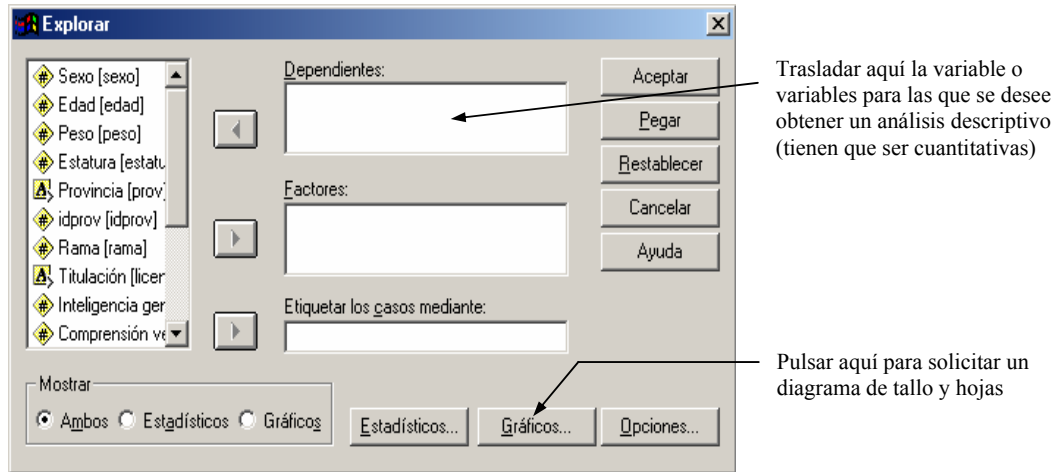 Explorar
Sexo [sexo]
Edad [edad]
Peso [peso]
Estatura [estatu
Provincia [prov]
idprov [idprov]
Rama [rama]
Titulación [licer
Inteligencia ger
Comprensión ve
Dependientes:
Factores:
Etiquetar los casos mediante:
Aceptar
Pegar
Restablecer
Cancelar
Ayuda
Mostrar
Ambos Estadísticos Gráficos
Estadísticos... Gráficos... Opciones...
Trasladar aquí la variable o
variables para las que se desee
obtener un análisis descriptivo
(tienen que ser cuantitativas)
Pulsar aquí para solicitar un
diagrama de tallo y hojas